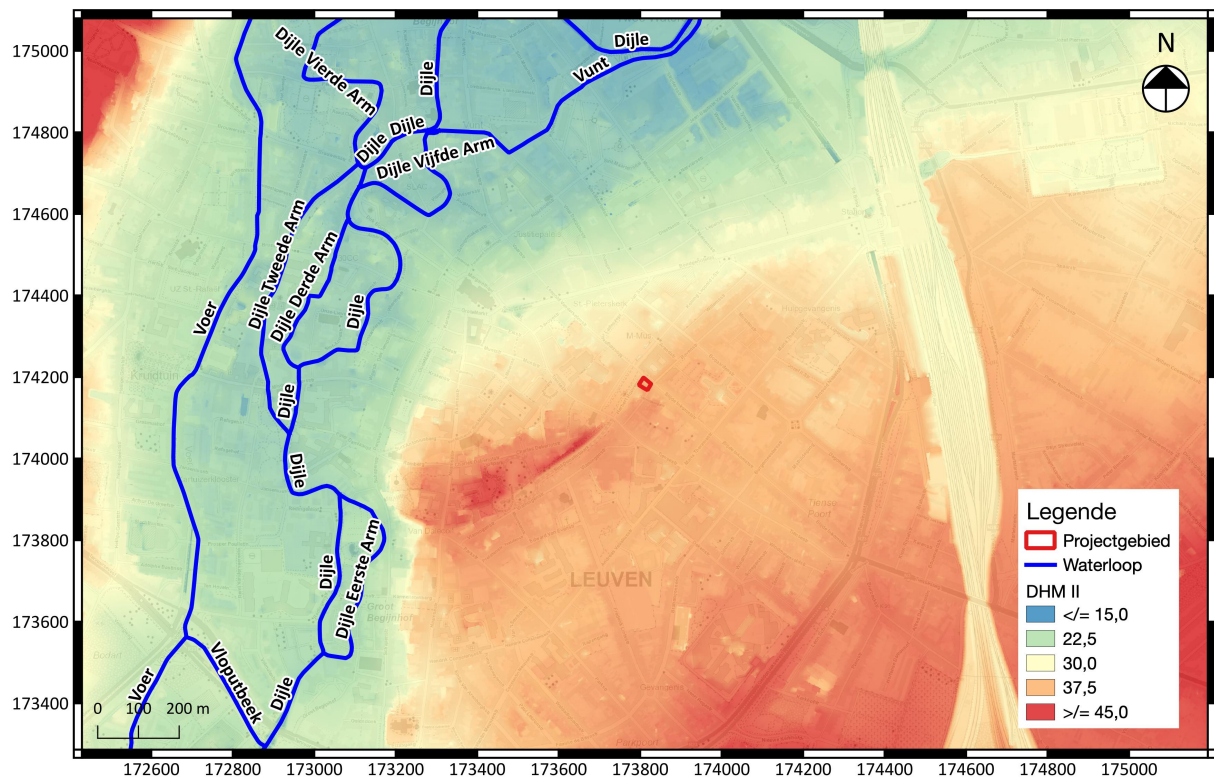 175000
174800
174600
174400
174200
174000
173800
173600
173400
172600
172800
173000
173200
173400
173600
173800
174000
174200
174400
174600
174800
175000
N
Dijle Vierde Arm
Dijle
Dijle
Vunt
Dijle
Dijle
Dijle Vijfde Arm
Dijle Tweede Arm
Dijle Derde Arm
Voer
Dijle
Kruidtuin
Dijle
Dijle
Dijle
Dijle Eerste Arm
Groot
Begijnhof
LEUVEN
Vloputbeek
Voer
Dijle
0 100 200 m
Legende
Projectgebied
Waterloop
DHM II
</= 15,0
22,5
30,0
37,5
>/= 45,0